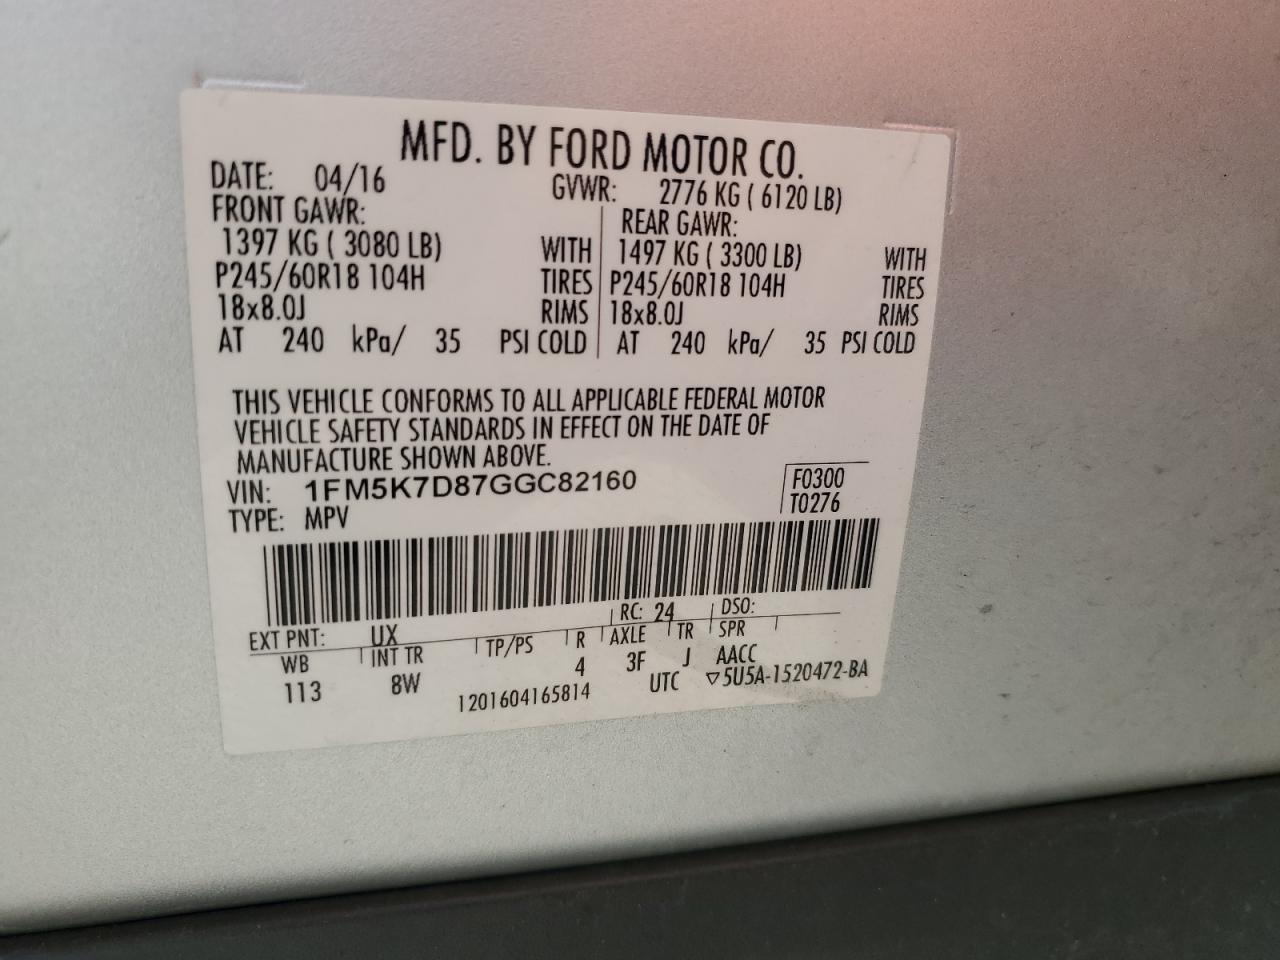 MFD. BY FORD MOTOR CO.
DATE: 04/16 GVWR: 2776 KG ( 6120 LB)
FRONT GAWR: REAR GAWR:
1397 KG ( 3080 LB) WITH 1497 KG ( 3300 LB) WITH
P245/60R18 104H TIRES P245/60R18 104H TIRES
18x8.0J RIMS 18x8.0J RIMS
AT 240 kPa/ 35 PSI COLD AT 240 kPa/ 35 PSI COLD
THIS VEHICLE CONFORMS TO ALL APPLICABLE FEDERAL MOTOR
VEHICLE SAFETY STANDARDS IN EFFECT ON THE DATE OF
MANUFACTURE SHOWN ABOVE.
VIN: 1FM5K7D87GGC82160 F0300
TYPE: MPV T0276
EXT PNT: UX RC: 24 DSO:
WB INT TR TP/PS R AXLE TR SPR
113 8W 4 3F J AACC
1201604165814 UTC ▽5U5A-1520472-BA